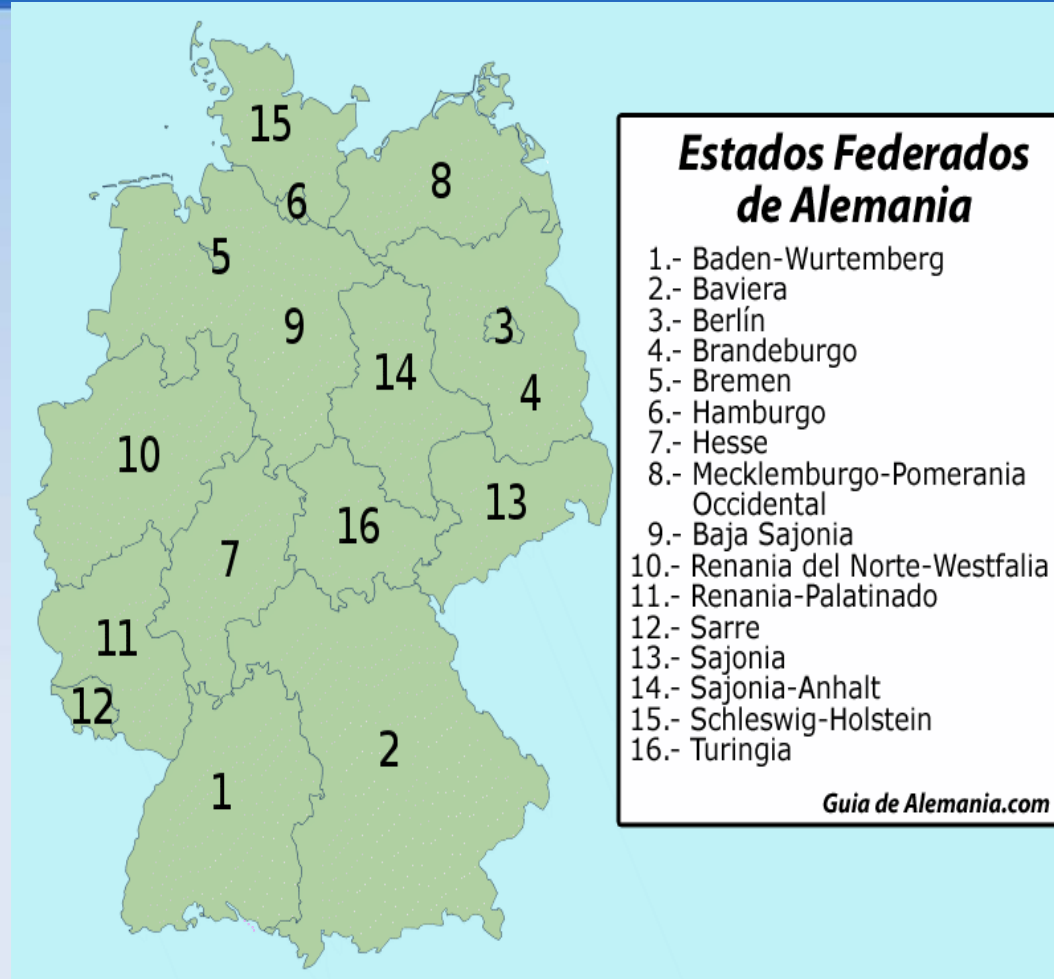 15
8
6
5
9
3
14
4
10
13
16
7
11
12
2
1
Estados Federados
de Alemania
1.- Baden-Wurtemberg
2.- Baviera
3.- Berlín
4.- Brandeburgo
5.- Bremen
6.- Hamburgo
7.- Hesse
8.- Mecklemburgo-Pomerania
Occidental
9.- Baja Sajonia
10.- Renania del Norte-Westfalia
11.- Renania-Palatinado
12.- Sarre
13.- Sajonia
14.- Sajonia-Anhalt
15.- Schleswig-Holstein
16.- Turingia
Guia de Alemania.com